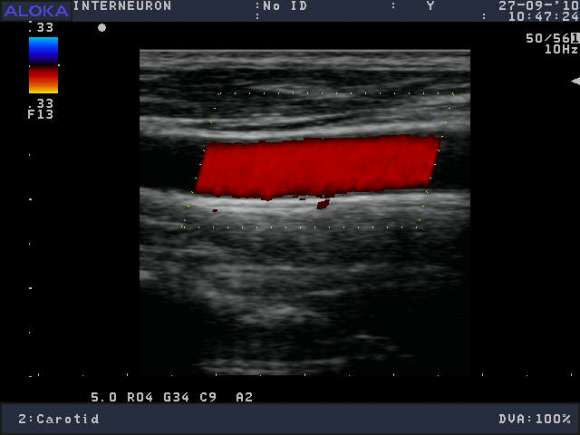 ALOKA INTERNEURON :No ID : Y 27-09-'10
: : 10:47:24
.33
50/561
10Hz
.33
F13
5.0 R04 G34 C9 A2
2:Carotid DVA:100%